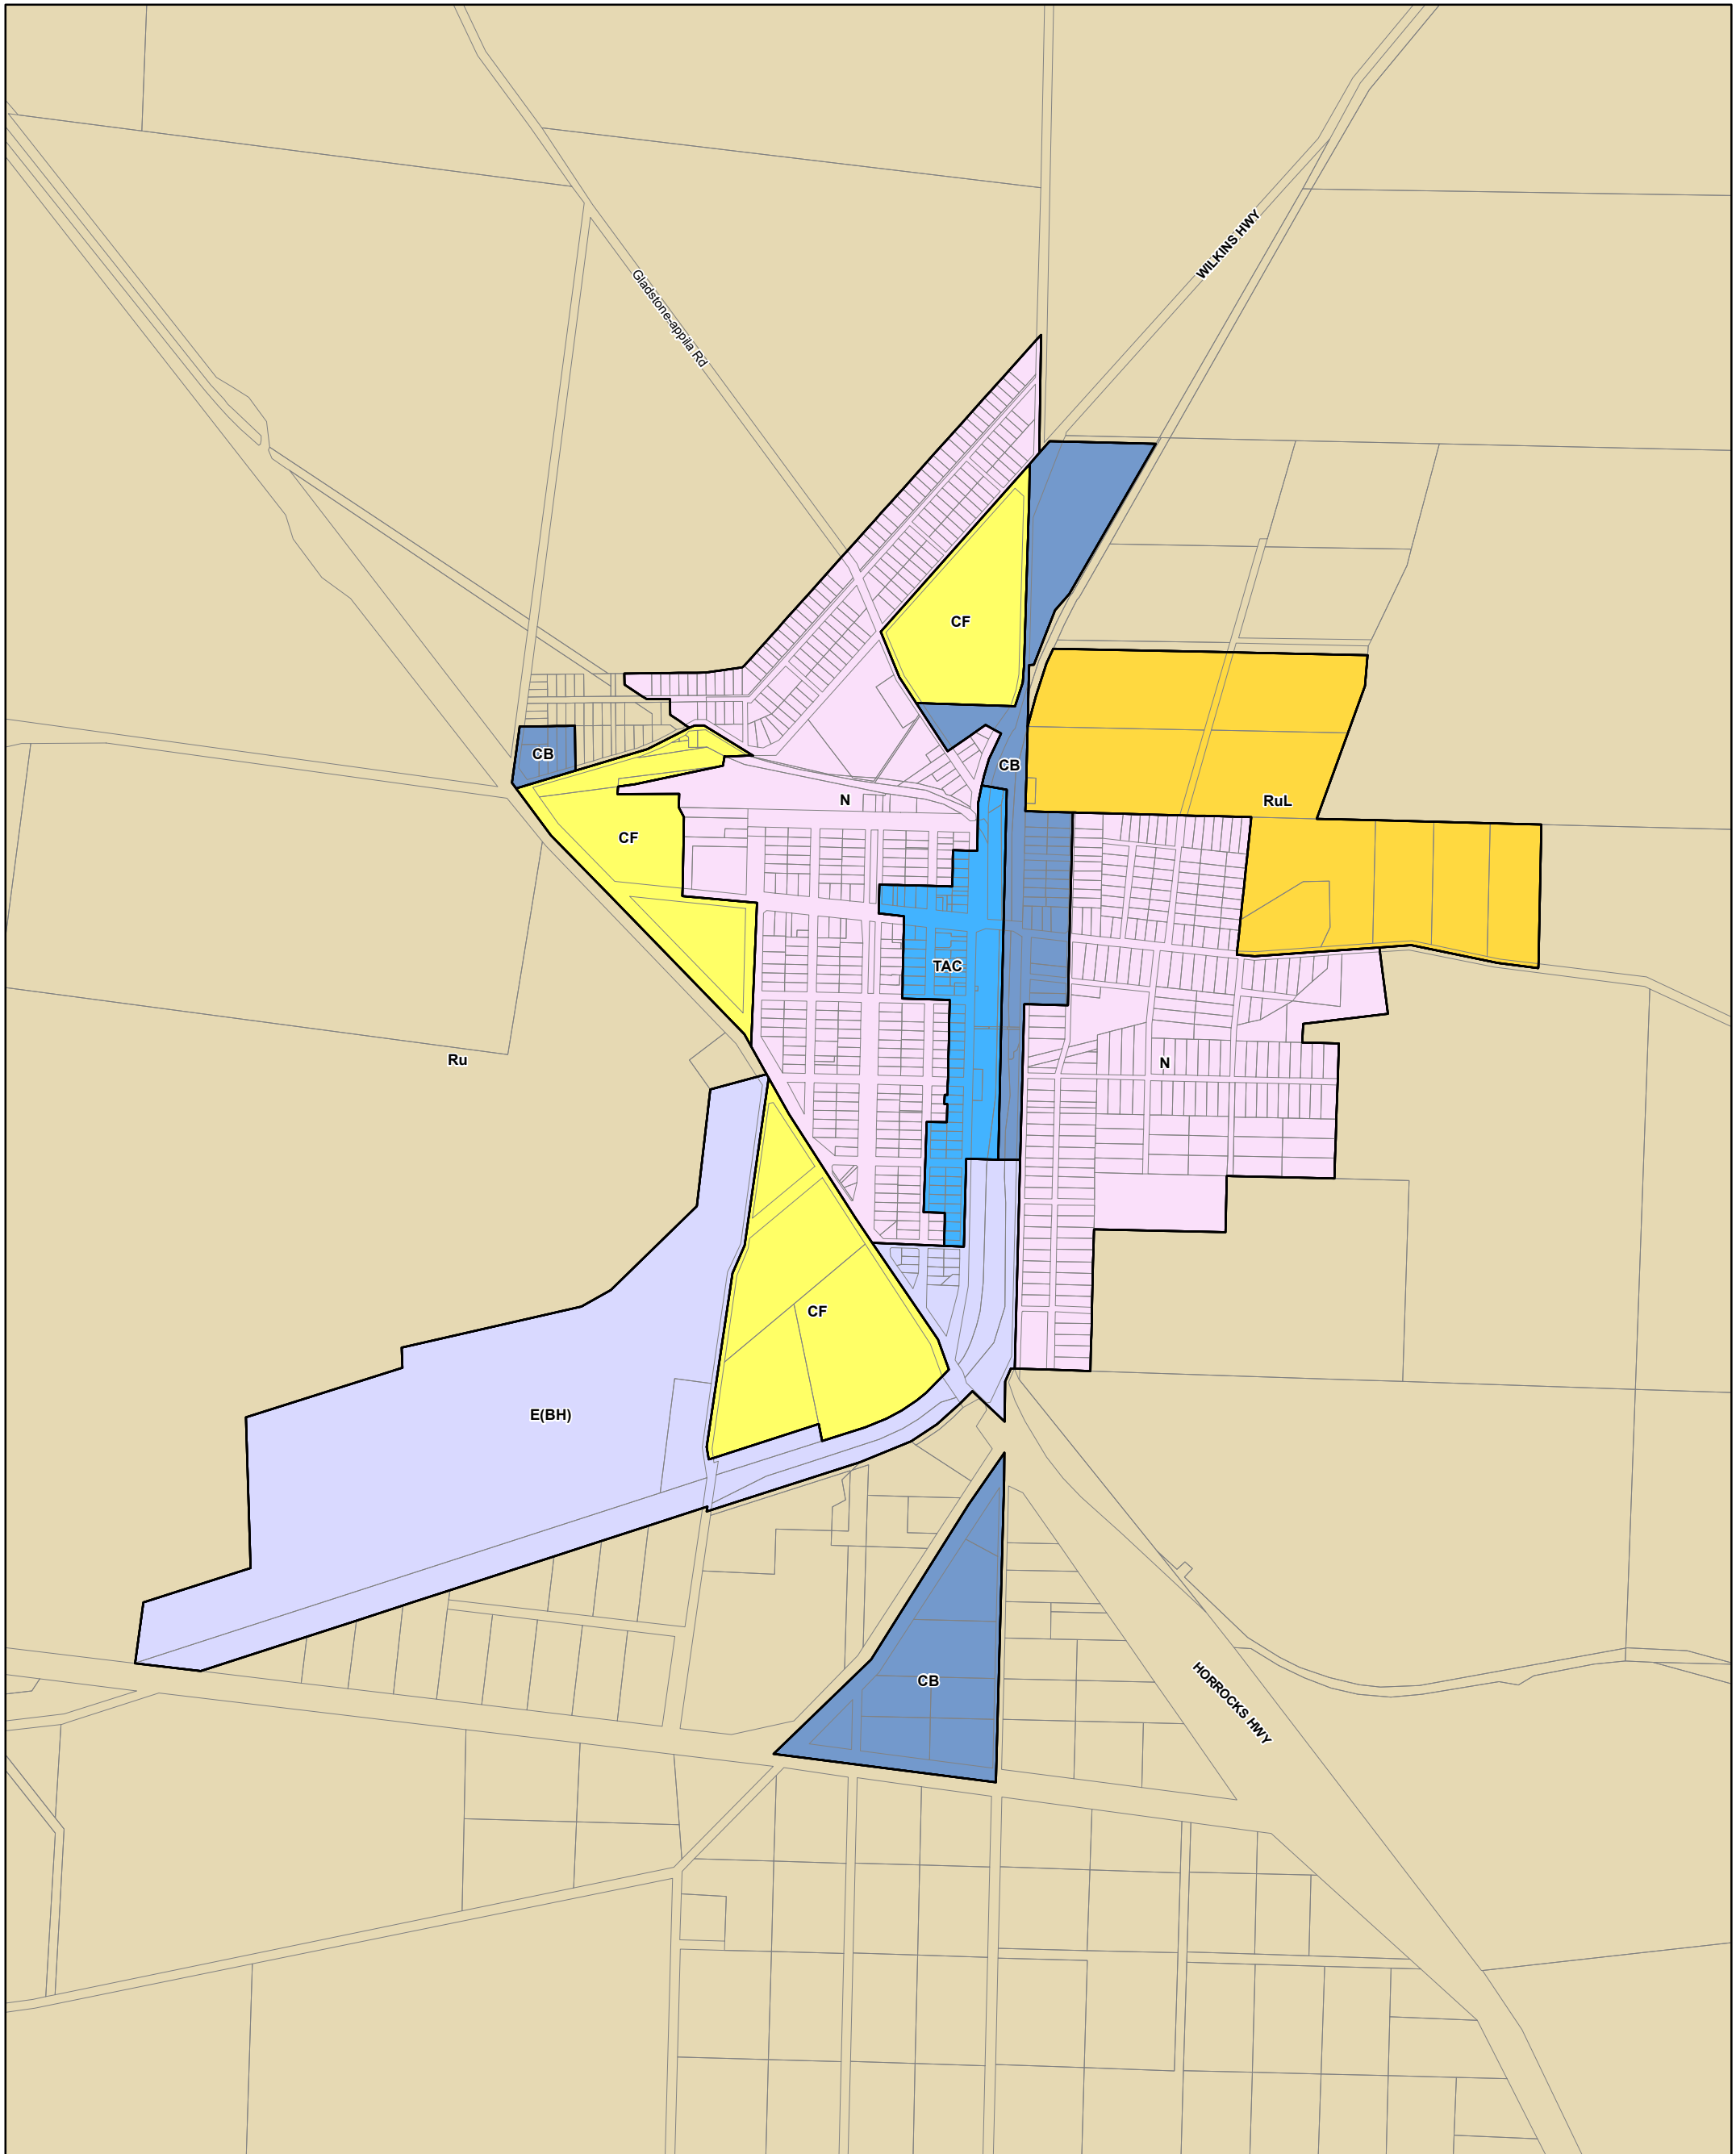 WILKINS HWY
Gladstone-appila Rd
CF
CB
CB
N
RuL
CF
TAC
Ru
N
CF
E(BH)
CB
HORROCKS HWY